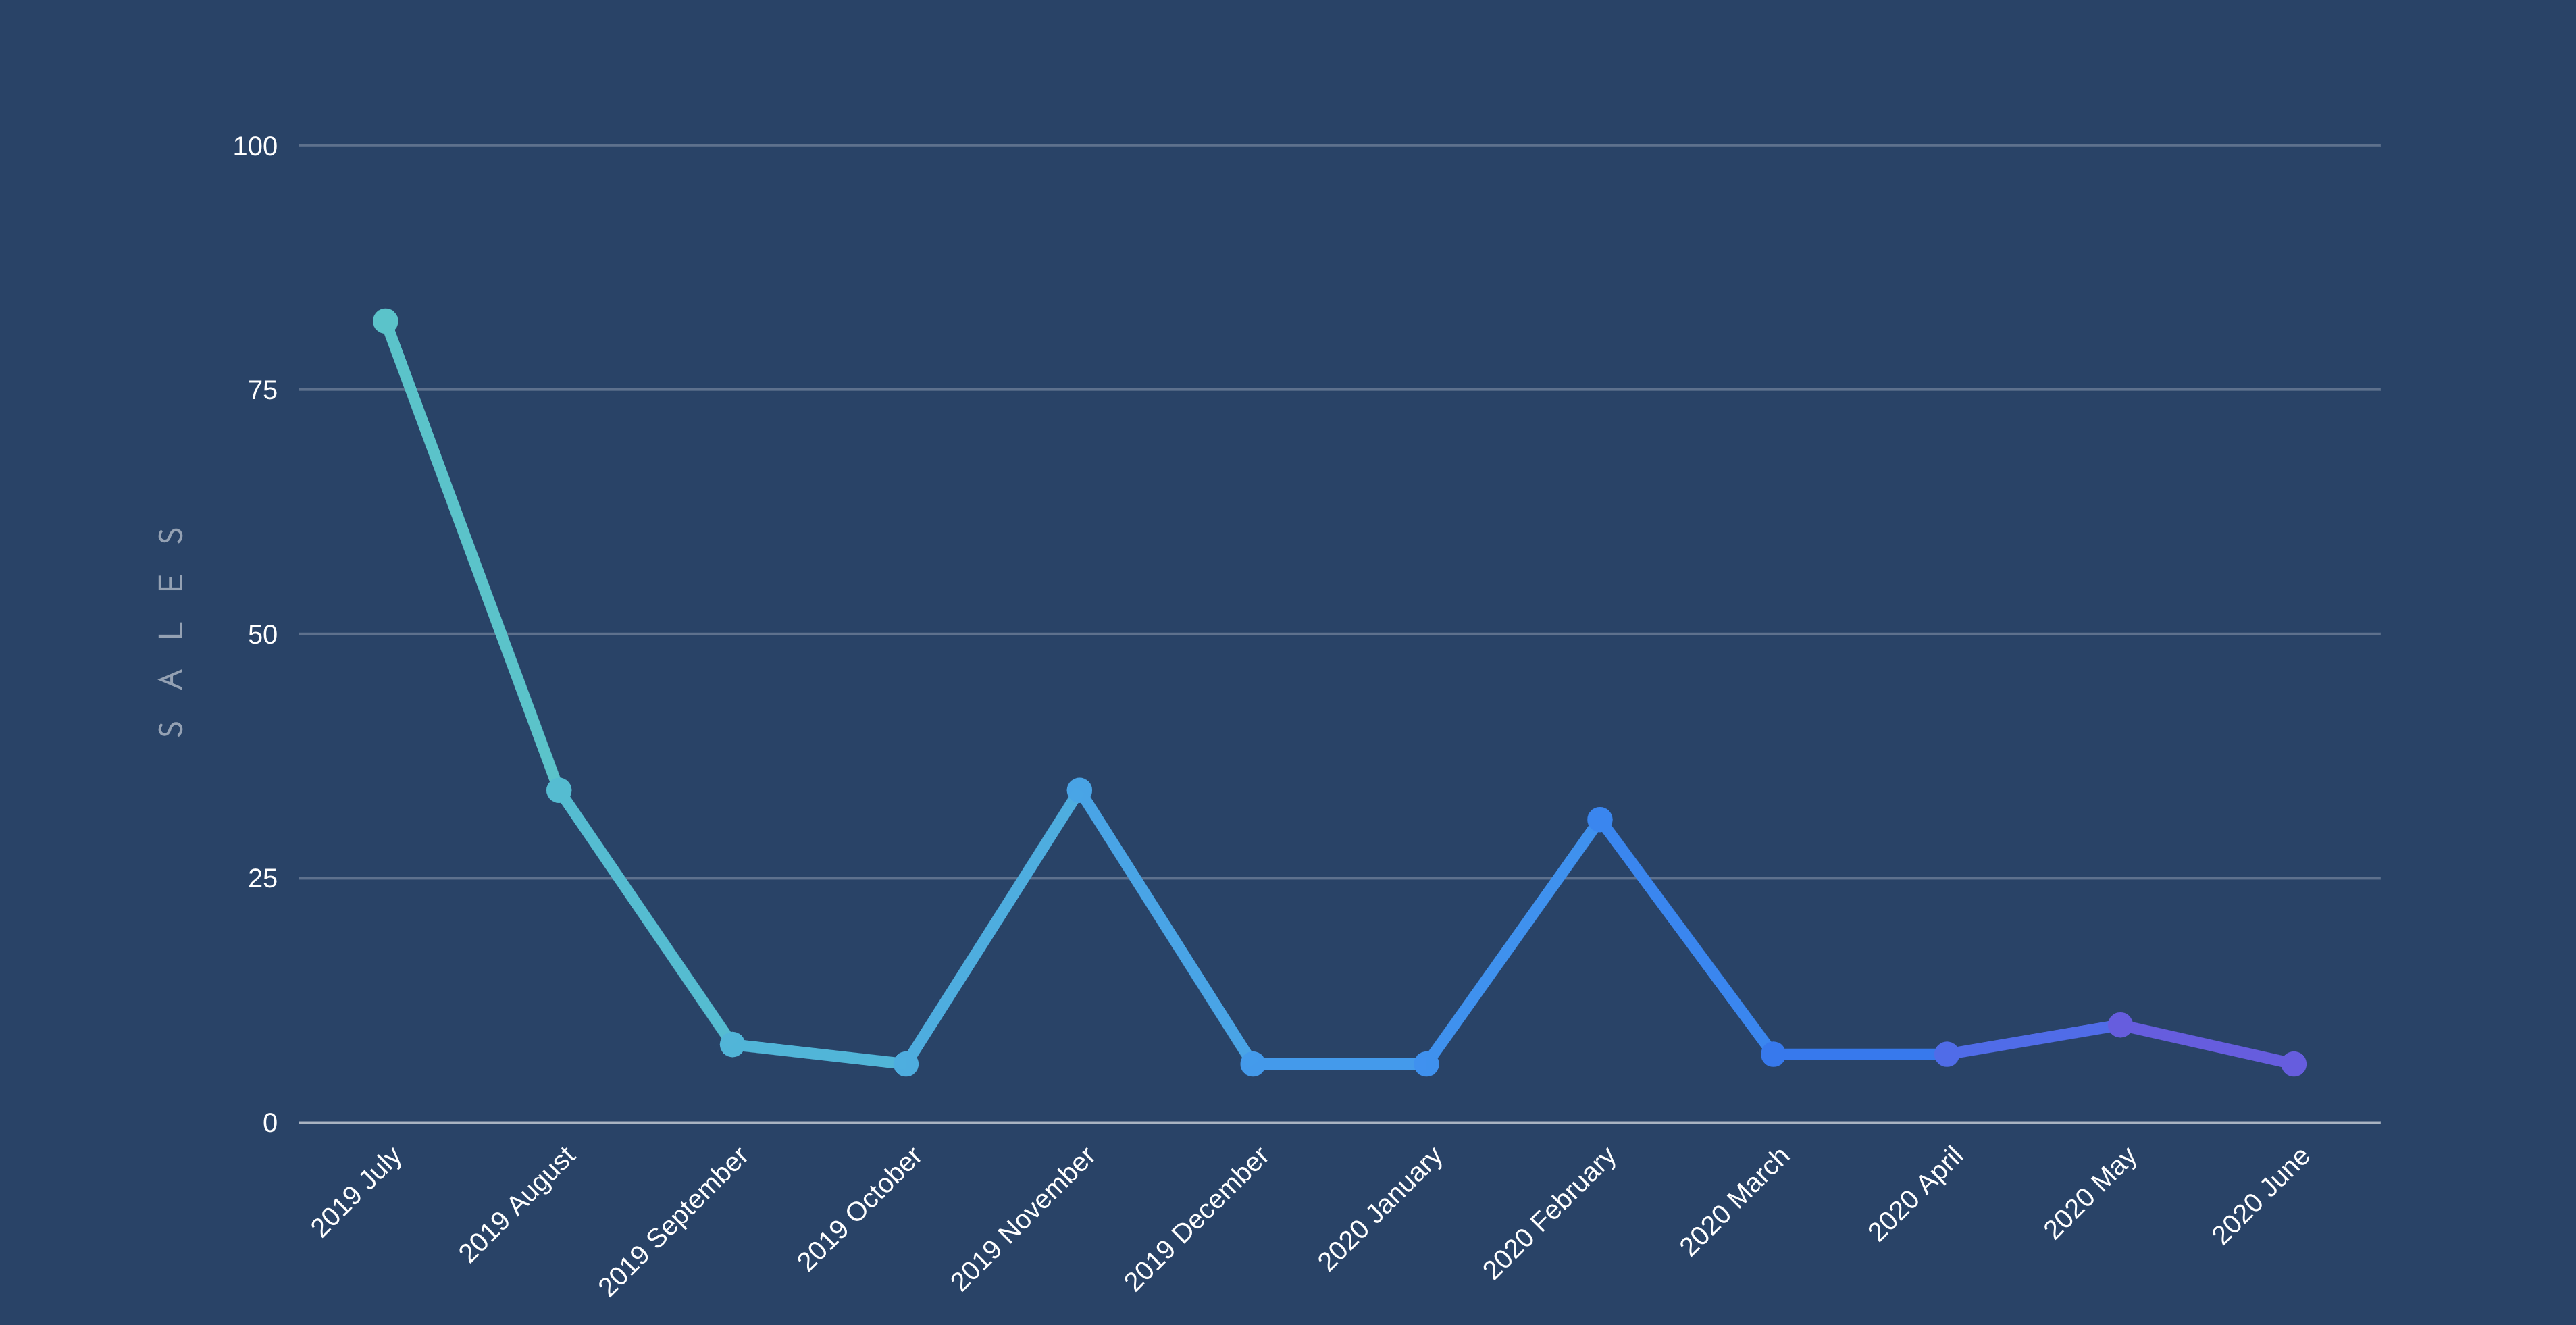 100
75
50
25
0
S A L E S
2019 July
2019 August
2019 September
2019 October
2019 November
2019 December
2020 January
2020 February
2020 March
2020 April
2020 May
2020 June